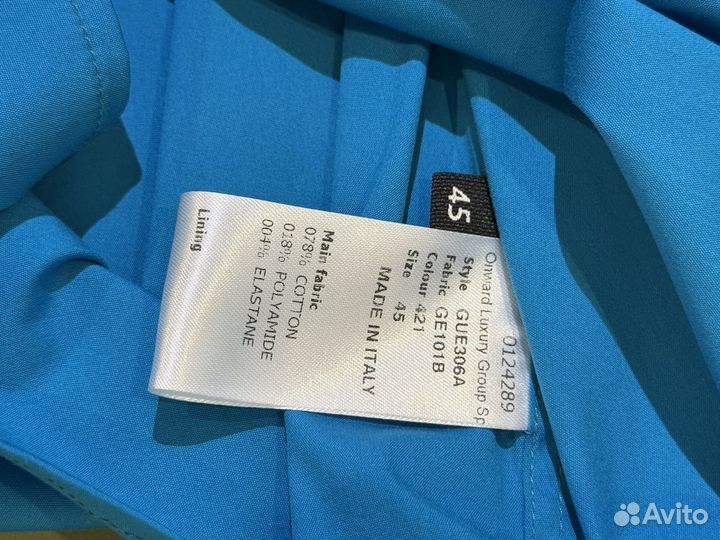 45
0124289
Onward Luxury Group Sp
Style GUE306A
Fabric GE101B
Colour 421
Size 45
MADE IN ITALY
Main fabric
078% COTTON
018% POLYAMIDE
004% ELASTANE
Lining
Avito